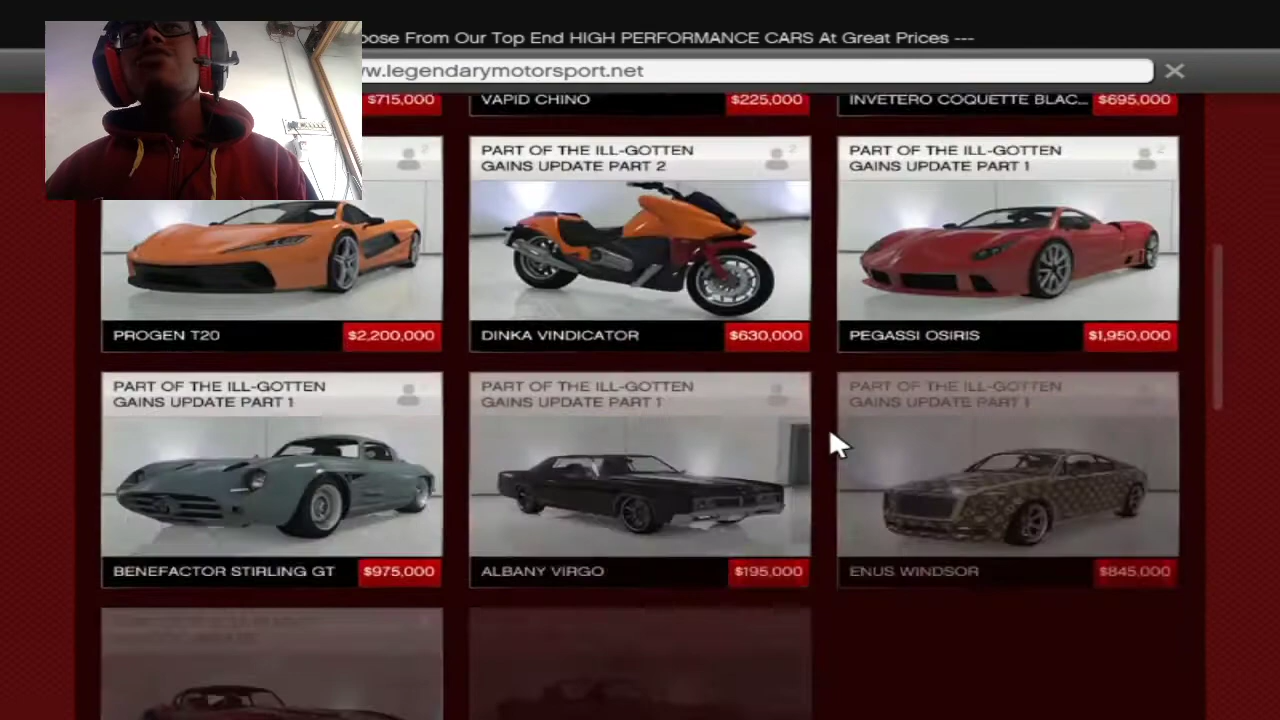 oose From Our Top End HIGH PERFORMANCE CARS At Great Prices ---
w.legendarymotorsport.net
$715,000
VAPID CHINO
$225,000
INVETERO COQUETTE BLAC...
$695,000
2
PART OF THE ILL-GOTTEN
GAINS UPDATE PART 2
2
PART OF THE ILL-GOTTEN
GAINS UPDATE PART 1
2
PROGEN T20
$2,200,000
DINKA VINDICATOR
$630,000
PEGASSI OSIRIS
$1,950,000
PART OF THE ILL-GOTTEN
GAINS UPDATE PART 1
PART OF THE ILL-GOTTEN
GAINS UPDATE PART 1
PART OF THE ILL-GOTTEN
GAINS UPDATE PART 1
BENEFACTOR STIRLING GT
$975,000
ALBANY VIRGO
$195,000
ENUS WINDSOR
$845,000